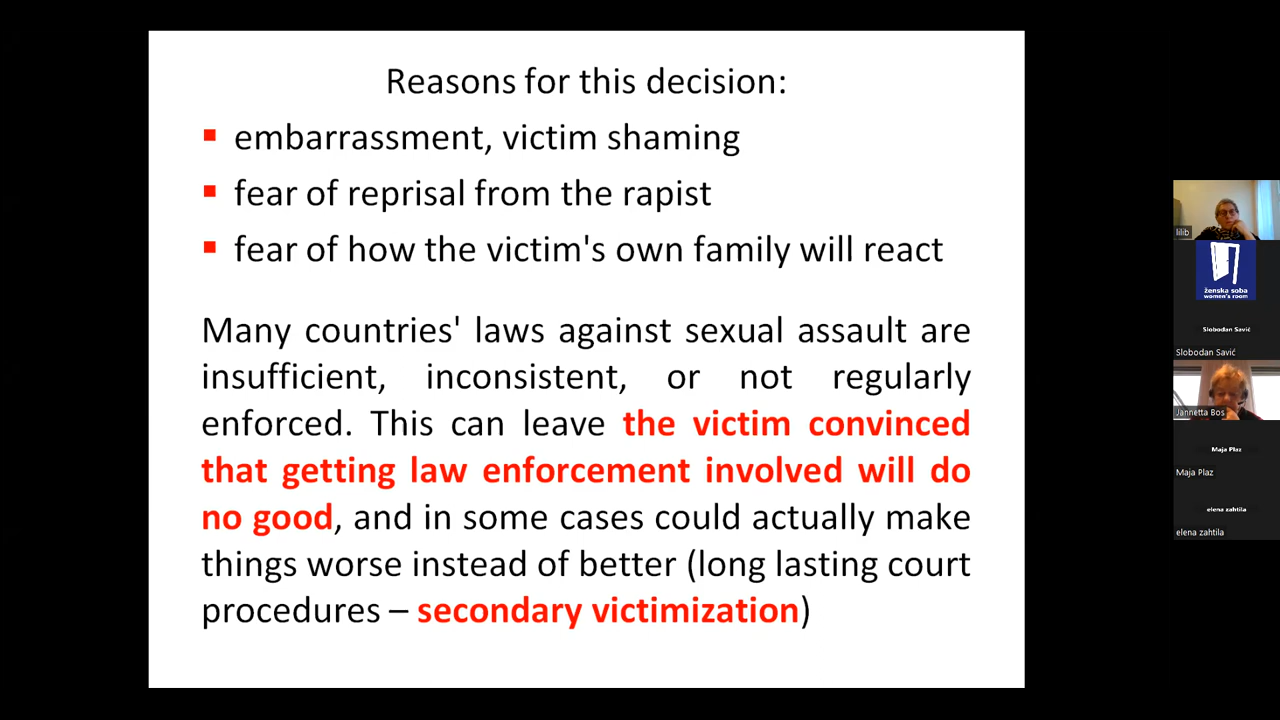 Reasons for this decision:
embarrassment, victim shaming
fear of reprisal from the rapist
fear of how the victim's own family will react
Many countries' laws against sexual assault are
insufficient, inconsistent, or not regularly
enforced. This can leave the victim convinced
that getting law enforcement involved will do
no good, and in some cases could actually make
things worse instead of better (long lasting court
procedures – secondary victimization)
lilib
ženska soba
women's room
Slobodan Savić
Slobodan Savić
Jannetta Bos
Maja Plaz
Maja Plaz
elena zahtila
elena zahtila